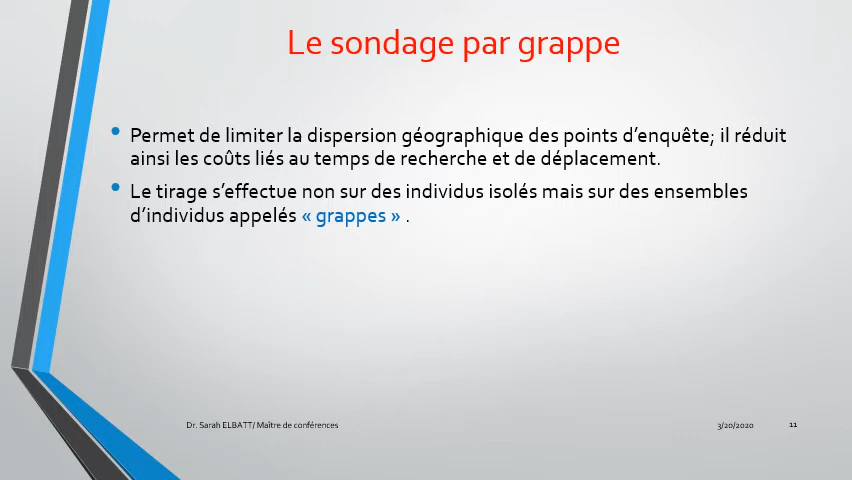 Le sondage par grappe
• Permet de limiter la dispersion géographique des points d'enquête; il réduit
ainsi les coûts liés au temps de recherche et de déplacement.
• Le tirage s'effectue non sur des individus isolés mais sur des ensembles
d'individus appelés « grappes » .
Dr. Sarah ELBATT/ Maître de conférences
3/20/2020
11